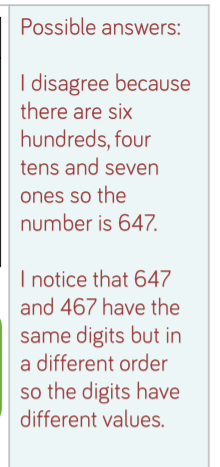 Possible answers:
I disagree because
there are six
hundreds, four
tens and seven
ones so the
number is 647.
I notice that 647
and 467 have the
same digits but in
a different order
so the digits have
different values.